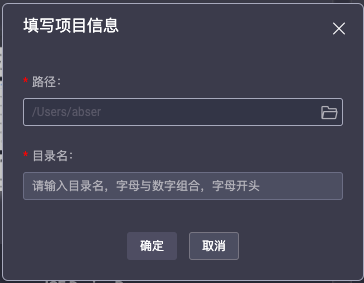 填写项目信息
* 路径：
/Users/abser
* 目录名：
请输入目录名，字母与数字组合，字母开头
确定
取消